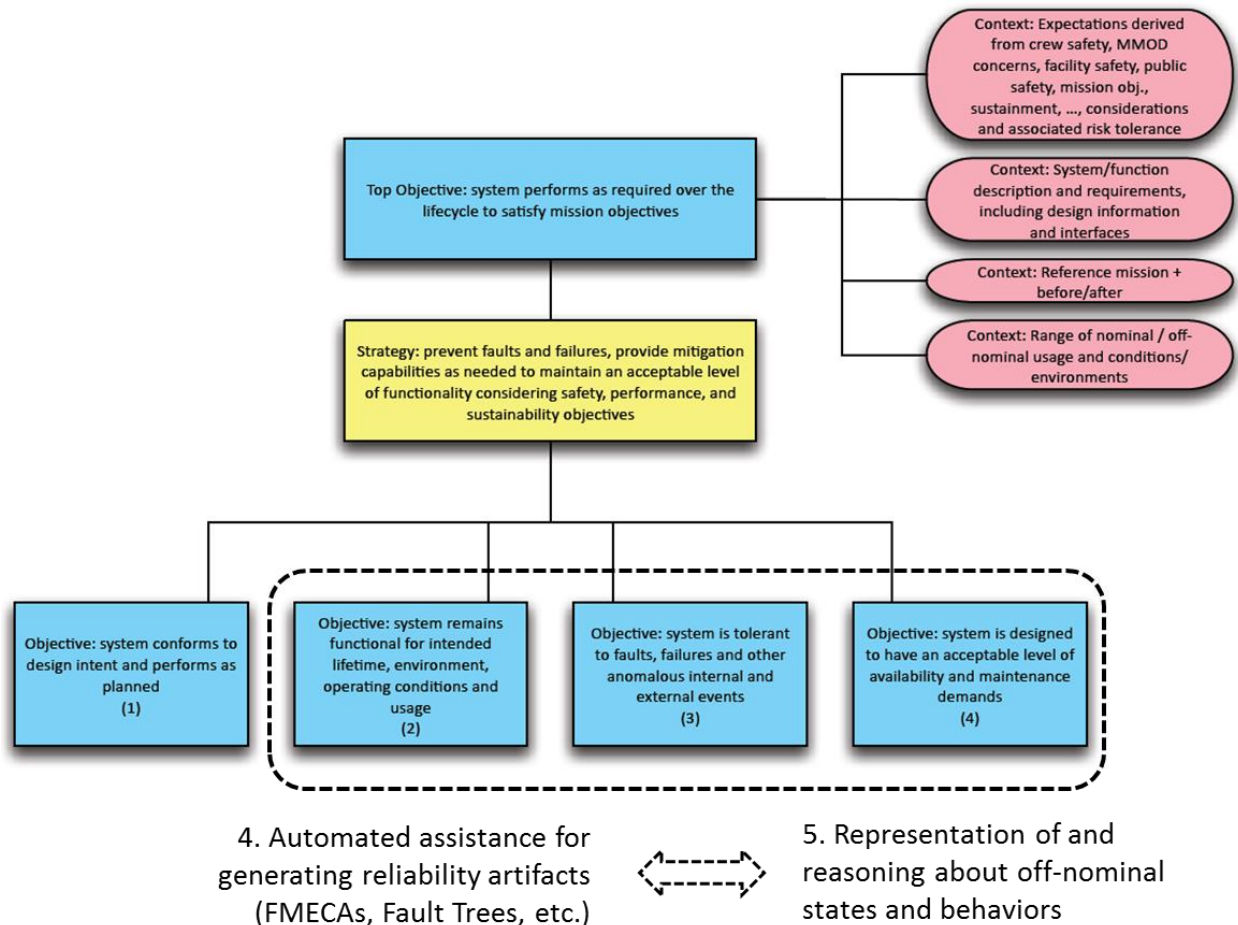 Context: Expectations derived
from crew safety, MMOD
concerns, facility safety, public
safety, mission obj.,
sustainment, ..., considerations
and associated risk tolerance
Top Objective: system performs as required over the
lifecycle to satisfy mission objectives
Context: System/function
description and requirements,
including design information
and interfaces
Context: Reference mission +
before/after
Context: Range of nominal / off-
nominal usage and conditions/
environments
Strategy: prevent faults and failures, provide mitigation
capabilities as needed to maintain an acceptable level
of functionality considering safety, performance, and
sustainability objectives
Objective: system conforms to
design intent and performs as
planned
(1)
Objective: system remains
functional for intended
lifetime, environment,
operating conditions and
usage
(2)
Objective: system is tolerant
to faults, failures and other
anomalous internal and
external events
(3)
Objective: system is designed
to have an acceptable level of
availability and maintenance
demands
(4)
4. Automated assistance for
generating reliability artifacts
(FMECAs, Fault Trees, etc.)
5. Representation of and
reasoning about off-nominal
states and behaviors